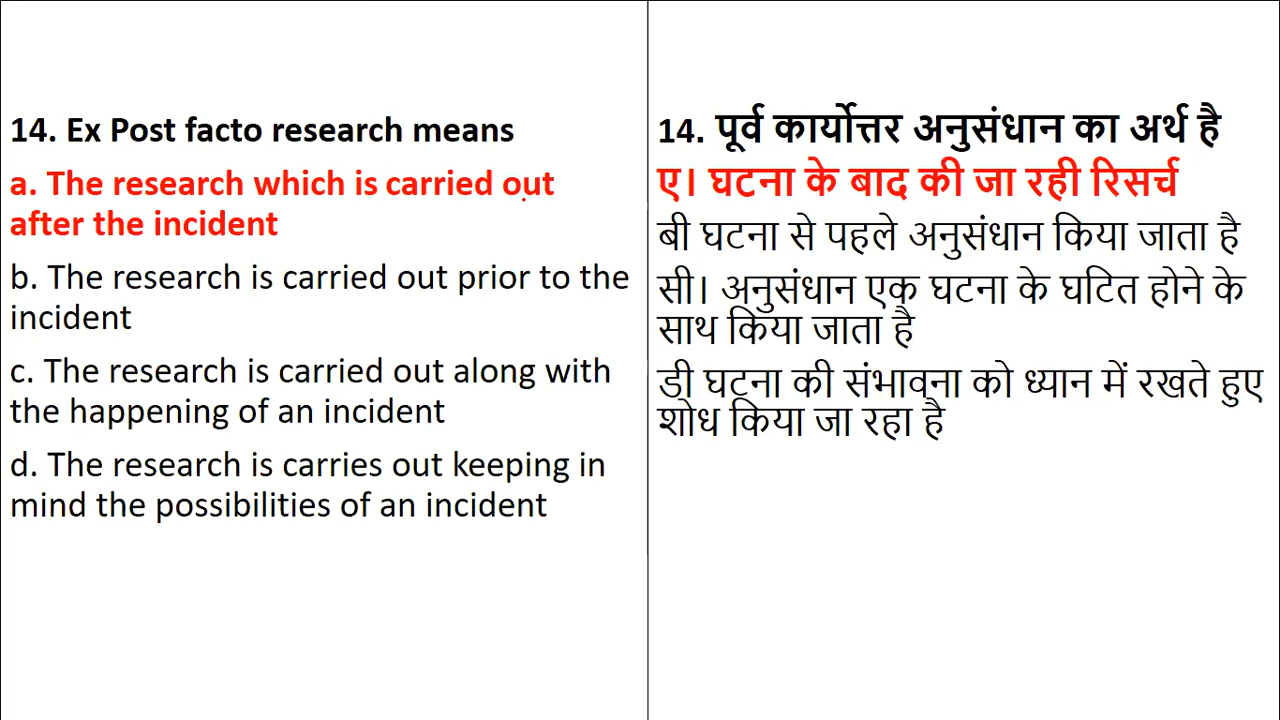 14. Ex Post facto research means
a. The research which is carried out
after the incident
b. The research is carried out prior to the
incident
c. The research is carried out along with
the happening of an incident
d. The research is carries out keeping in
mind the possibilities of an incident
14. पूर्व कार्योत्तर अनुसंधान का अर्थ है
ए। घटना के बाद की जा रही रिसर्च
बी घटना से पहले अनुसंधान किया जाता है
सी। अनुसंधान एक घटना के घटित होने के
साथ किया जाता है
डी घटना की संभावना को ध्यान में रखते हुए
शोध किया जा रहा है